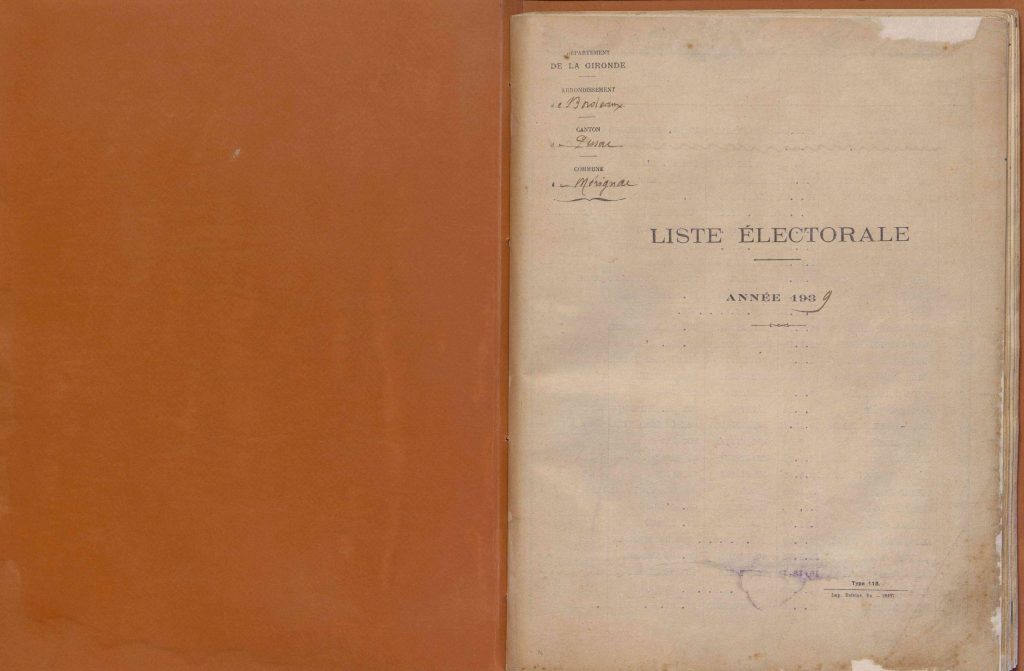 DÉPARTEMENT
DE LA GIRONDE
ARRONDISSEMENT
de Bordeaux
CANTON
de Pessac
COMMUNE
de Mérignac
LISTE ÉLECTORALE
ANNÉE 1939
Type 118.